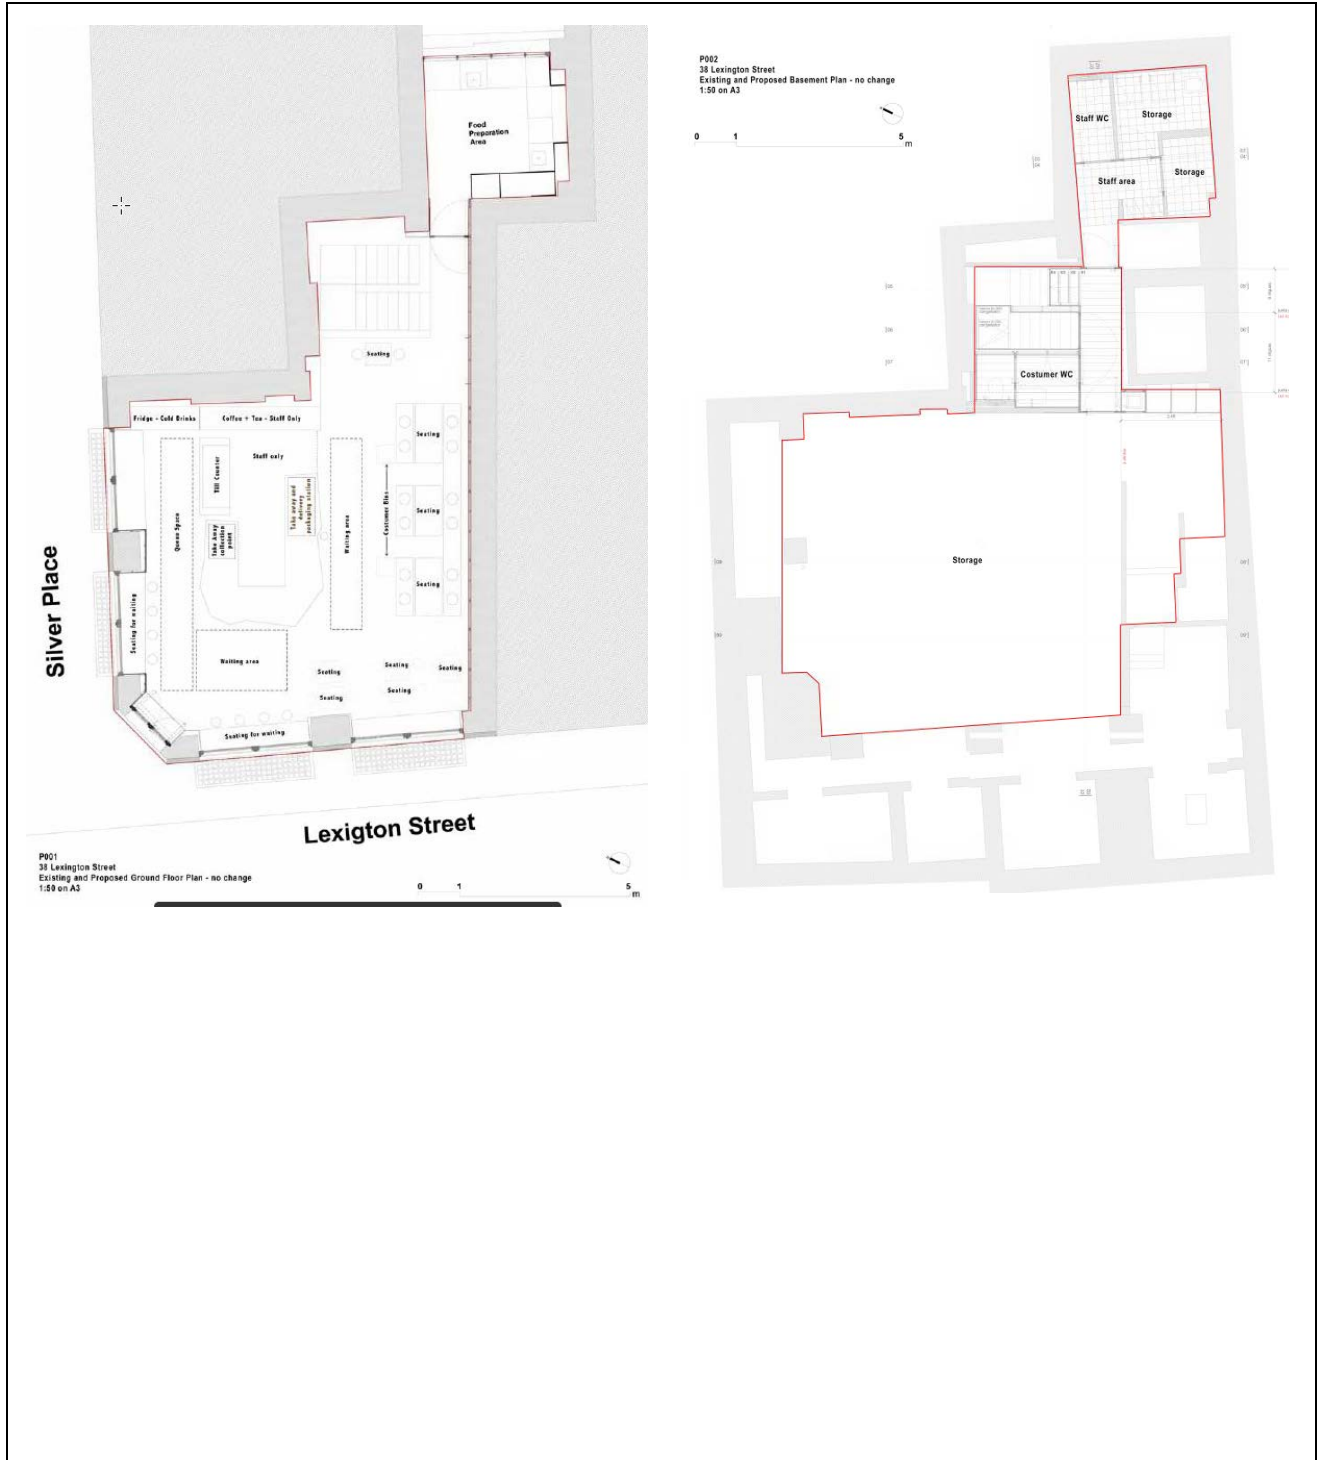 Food
Preparation
Area
Seating
Fridge - Cold Drinks
Coffee + Tea - Staff Only
Staff only
Till Counter
Take away and
delivery
packaging station
Take Away
collection
point
Queue Space
Waiting area
Costumer Bins
Seating
Seating
Seating
Seating for waiting
Waiting area
Seating
Seating
Seating
Seating
Seating
Seating for waiting
Silver Place
Lexigton Street
P001
38 Lexington Street
Existing and Proposed Ground Floor Plan - no change
1:50 on A3
0 1 5
m
P002
38 Lexington Street
Existing and Proposed Basement Plan - no change
1:50 on A3
0 1 5
m
Staff WC
Storage
Storage
Staff area
Costumer WC
Storage